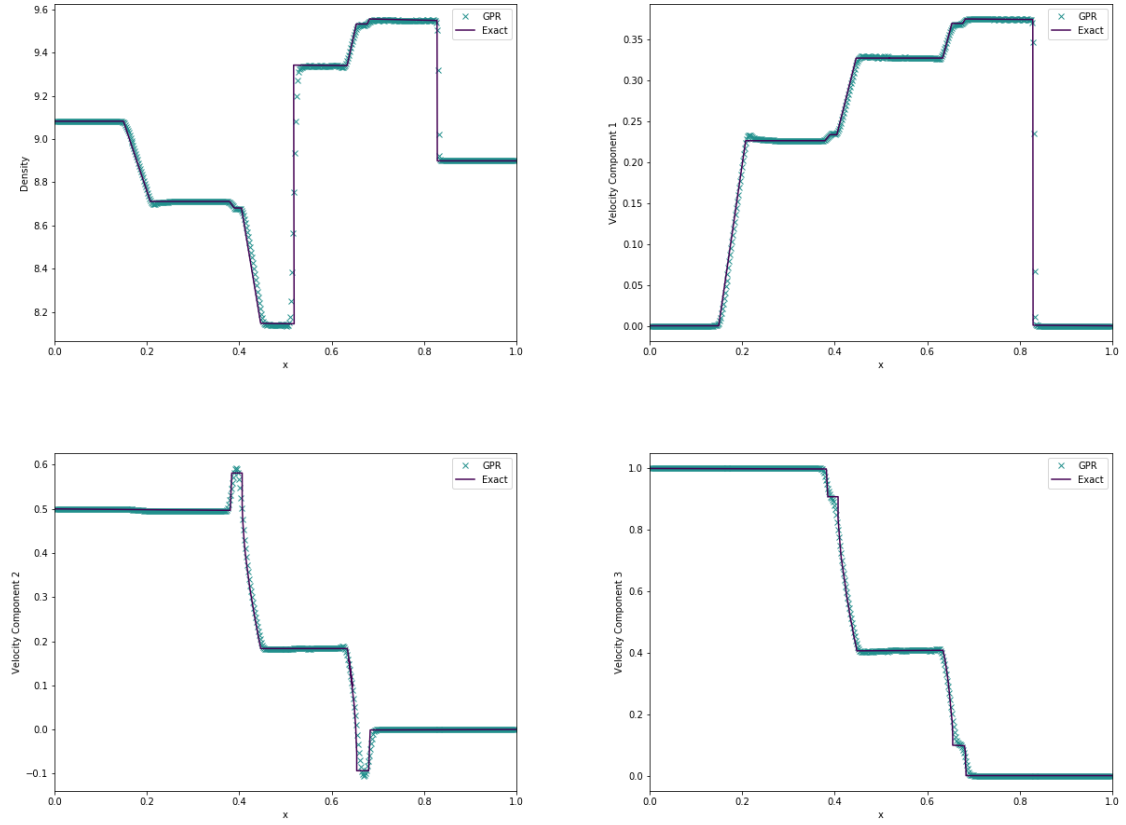 9.6
9.4
9.2
9.0
8.8
8.6
8.4
8.2
Density
0.0 0.2 0.4 0.6 0.8 1.0
x
GPR
Exact
0.35
0.30
0.25
0.20
0.15
0.10
0.05
0.00
Velocity Component 1
0.0 0.2 0.4 0.6 0.8 1.0
x
GPR
Exact
0.6
0.5
0.4
0.3
0.2
0.1
0.0
−0.1
Velocity Component 2
0.0 0.2 0.4 0.6 0.8 1.0
x
GPR
Exact
1.0
0.8
0.6
0.4
0.2
0.0
Velocity Component 3
0.0 0.2 0.4 0.6 0.8 1.0
x
GPR
Exact